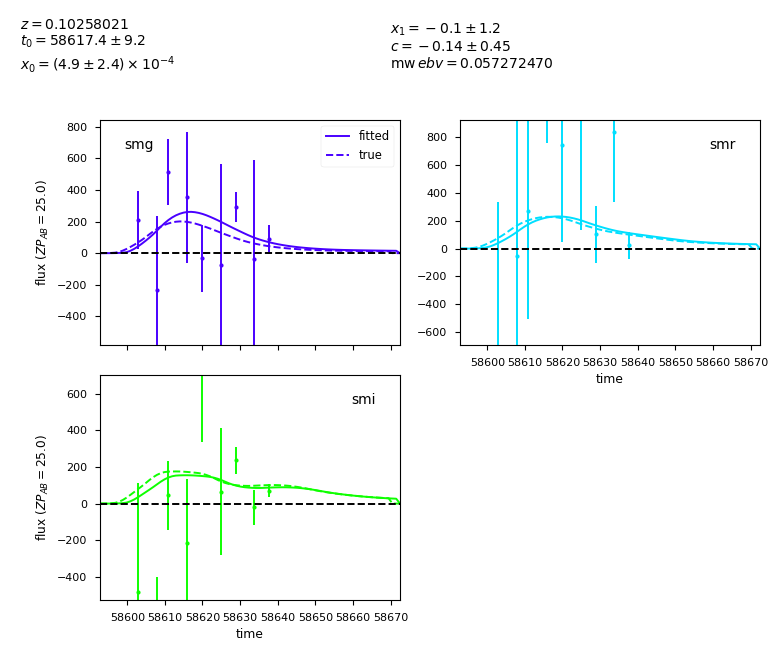 z = 0.10258021
t₀ = 58617.4 ± 9.2
x₀ = (4.9 ± 2.4) × 10⁻⁴
x₁ = −0.1 ± 1.2
c = −0.14 ± 0.45
mw ebv = 0.057272470
800
600
400
200
0
−200
−400
flux (ZP_AB = 25.0)
smg
fitted
true
800
600
400
200
0
−200
−400
−600
smr
58600 58610 58620 58630 58640 58650 58660 58670
time
600
400
200
0
−200
−400
flux (ZP_AB = 25.0)
smi
58600 58610 58620 58630 58640 58650 58660 58670
time